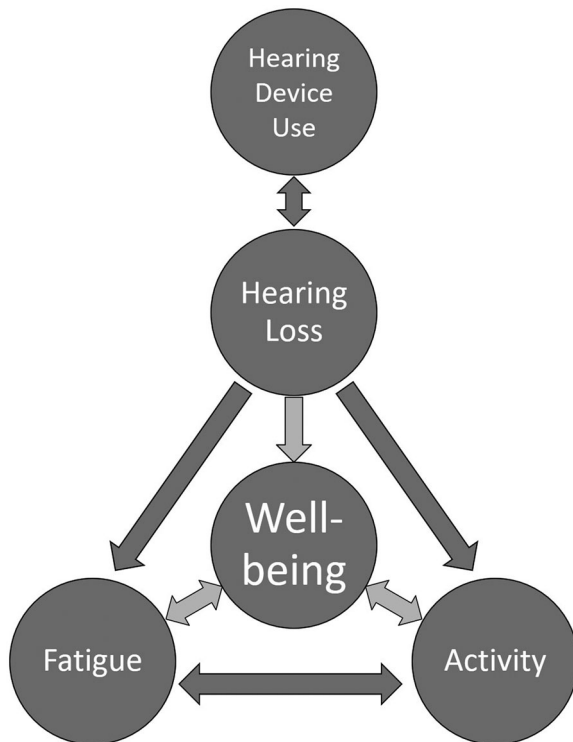 Hearing
Device
Use
Hearing
Loss
Well-
being
Fatigue
Activity